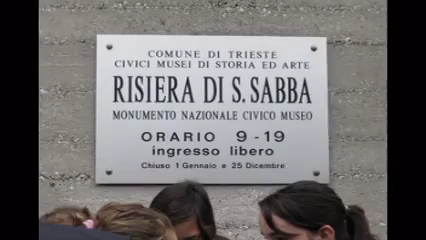 COMUNE DI TRIESTE
CIVICI MUSEI DI STORIA ED ARTE
RISIERA DI S. SABBA
MONUMENTO NAZIONALE CIVICO MUSEO
ORARIO 9-19
ingresso libero
Chiuso 1 Gennaio e 25 Dicembre